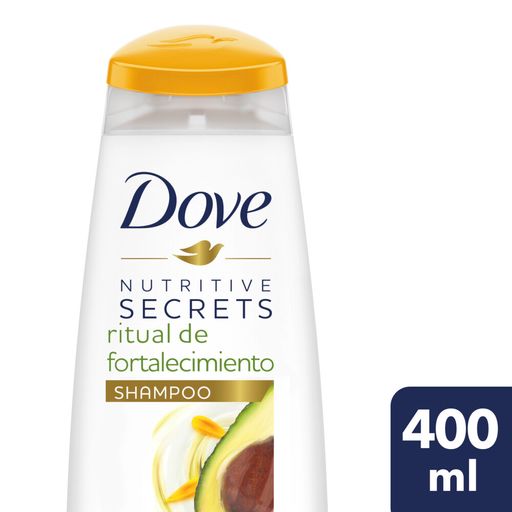 Dove
NUTRITIVE
SECRETS
ritual de
fortalecimiento
SHAMPOO
400
ml